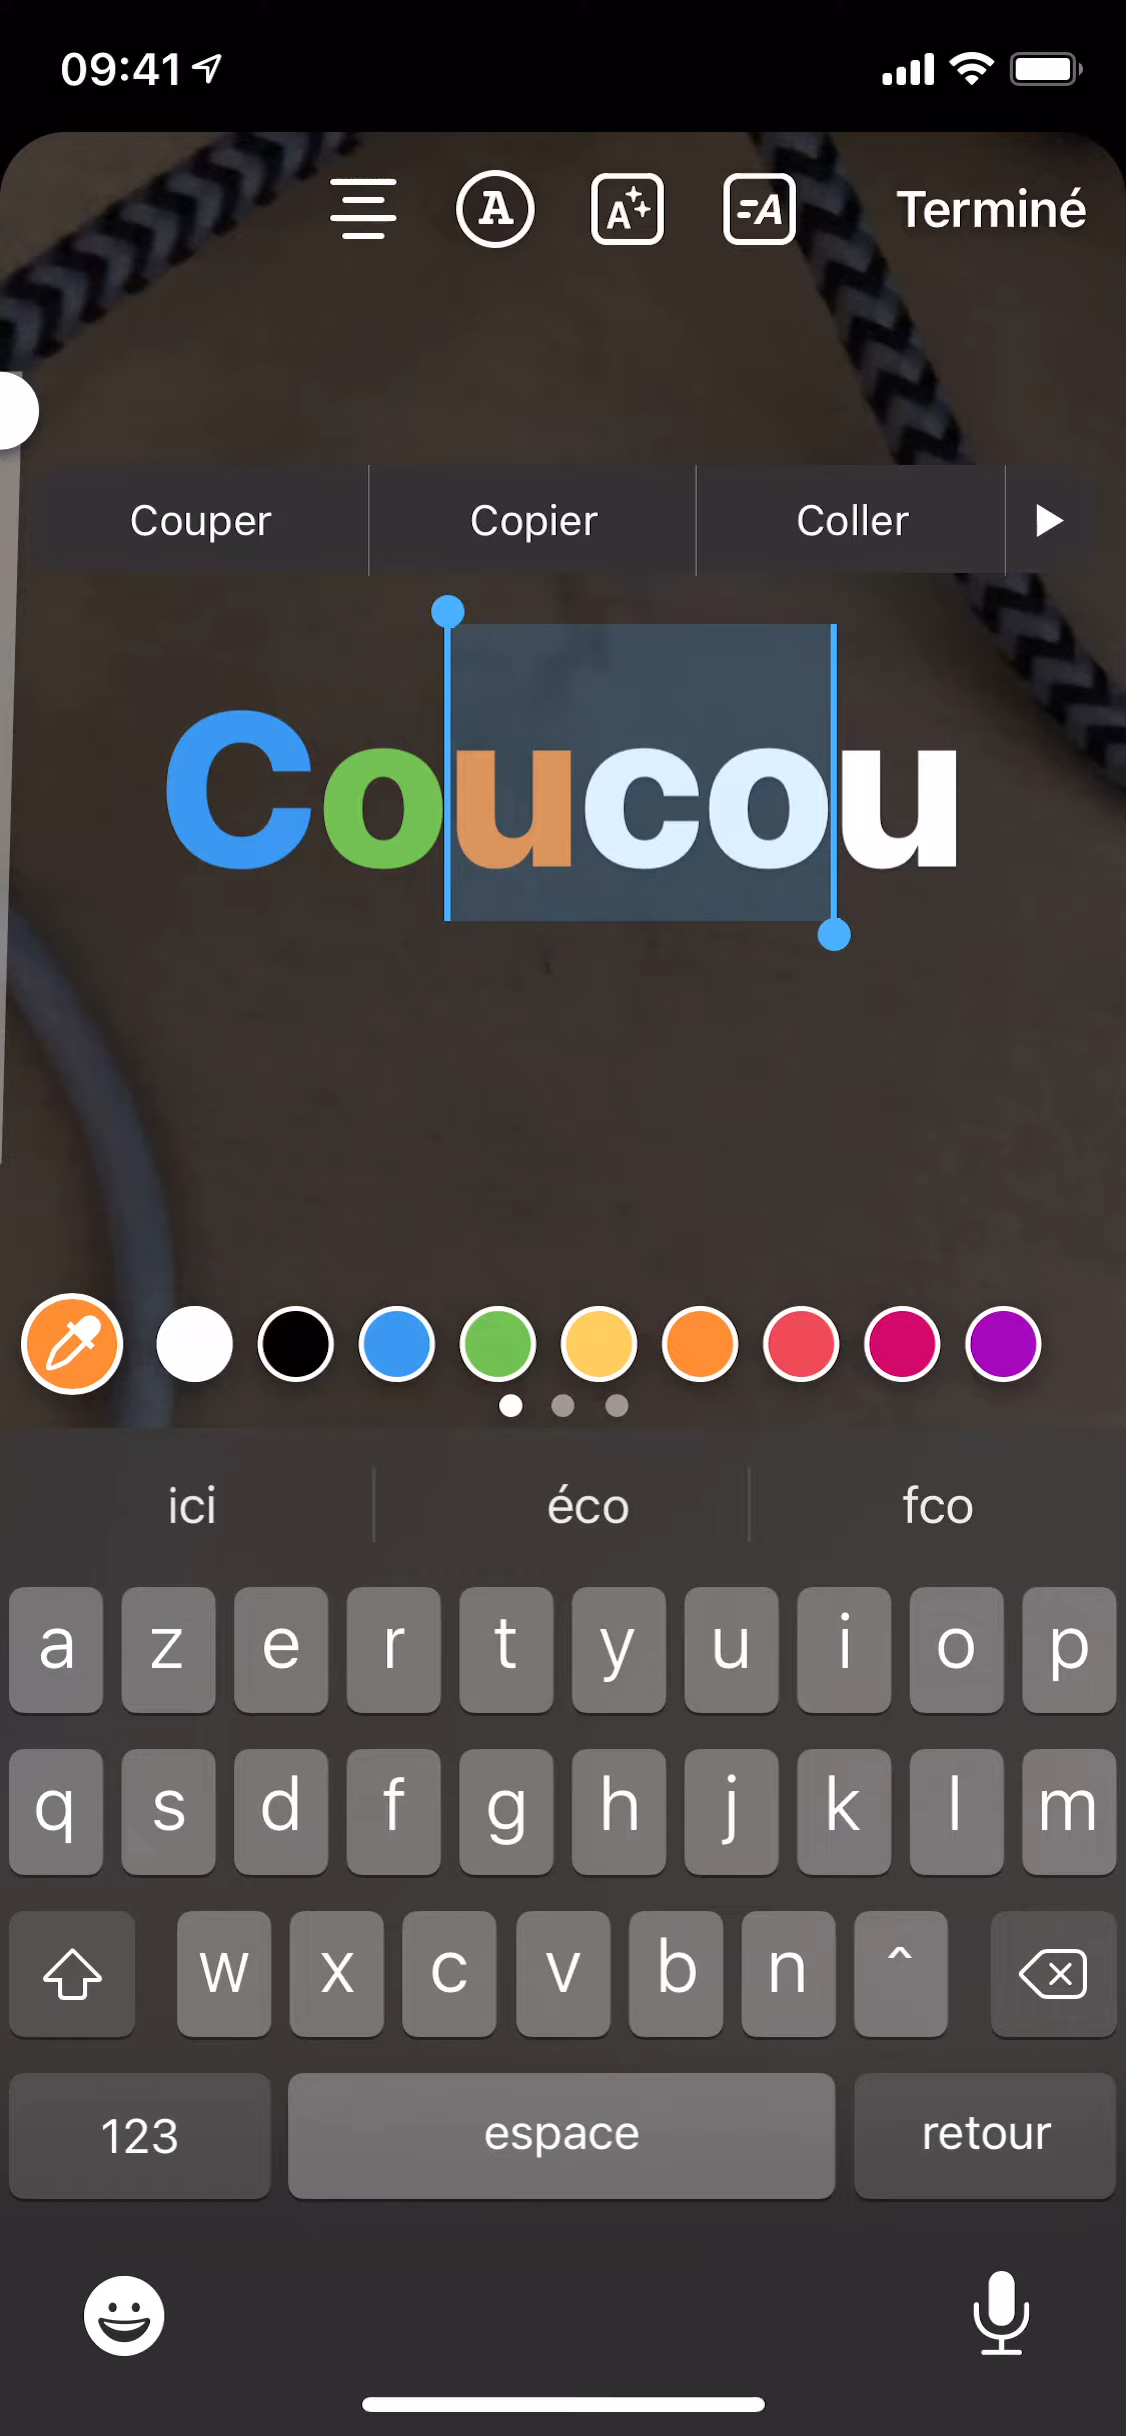 09:41
A A =A Terminé
Couper Copier Coller
Coucou
ici éco fco
a z e r t y u i o p
q s d f g h j k l m
w x c v b n ^
123 espace retour